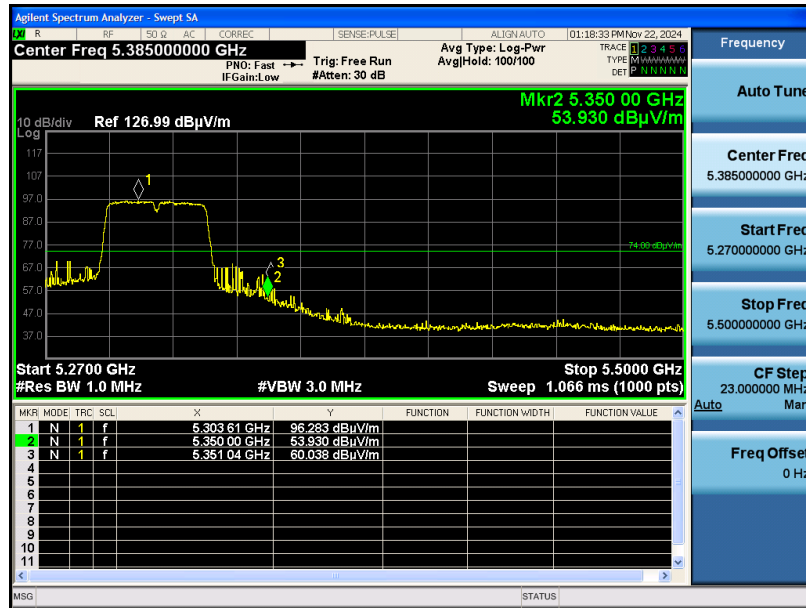 Agilent Spectrum Analyzer - Swept SA
LXI R RF 50 Ω AC CORREC SENSE:PULSE ALIGN AUTO 01:18:33 PM Nov 22, 2024
Center Freq 5.385000000 GHz
PNO: Fast
IFGain:Low
Trig: Free Run
#Atten: 30 dB
Avg Type: Log-Pwr
Avg|Hold: 100/100
TRACE 1 2 3 4 5 6
TYPE M WWWWW
DET P N N N N N
Mkr2 5.350 00 GHz
53.930 dBµV/m
10 dB/div Ref 126.99 dBµV/m
Log
117
107
97.0
87.0
77.0
67.0
57.0
47.0
37.0
1
74.00 dBµV/m
3
2
Start 5.2700 GHz Stop 5.5000 GHz
#Res BW 1.0 MHz #VBW 3.0 MHz Sweep 1.066 ms (1000 pts)
MKR MODE TRC SCL X Y FUNCTION FUNCTION WIDTH FUNCTION VALUE
1 N 1 f 5.303 61 GHz 96.283 dBµV/m
2 N 1 f 5.350 00 GHz 53.930 dBµV/m
3 N 1 f 5.351 04 GHz 60.038 dBµV/m
4
5
6
7
8
9
10
11
MSG STATUS
Frequency
Auto Tune
Center Freq
5.385000000 GHz
Start Freq
5.270000000 GHz
Stop Freq
5.500000000 GHz
CF Step
23.000000 MHz
Auto Man
Freq Offset
0 Hz